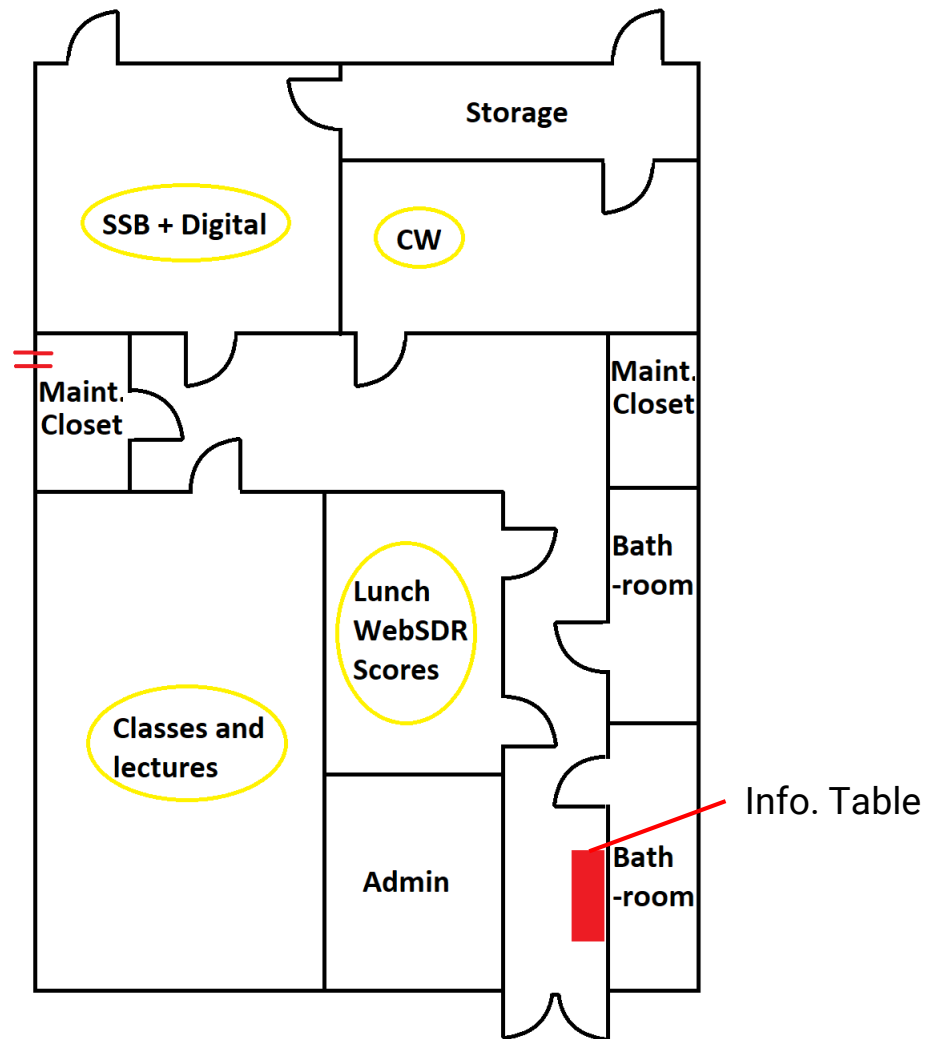 Storage
SSB + Digital
CW
Maint.
Closet
Maint.
Closet
Bath
-room
Lunch
WebSDR
Scores
Classes and
lectures
Info. Table
Admin
Bath
-room